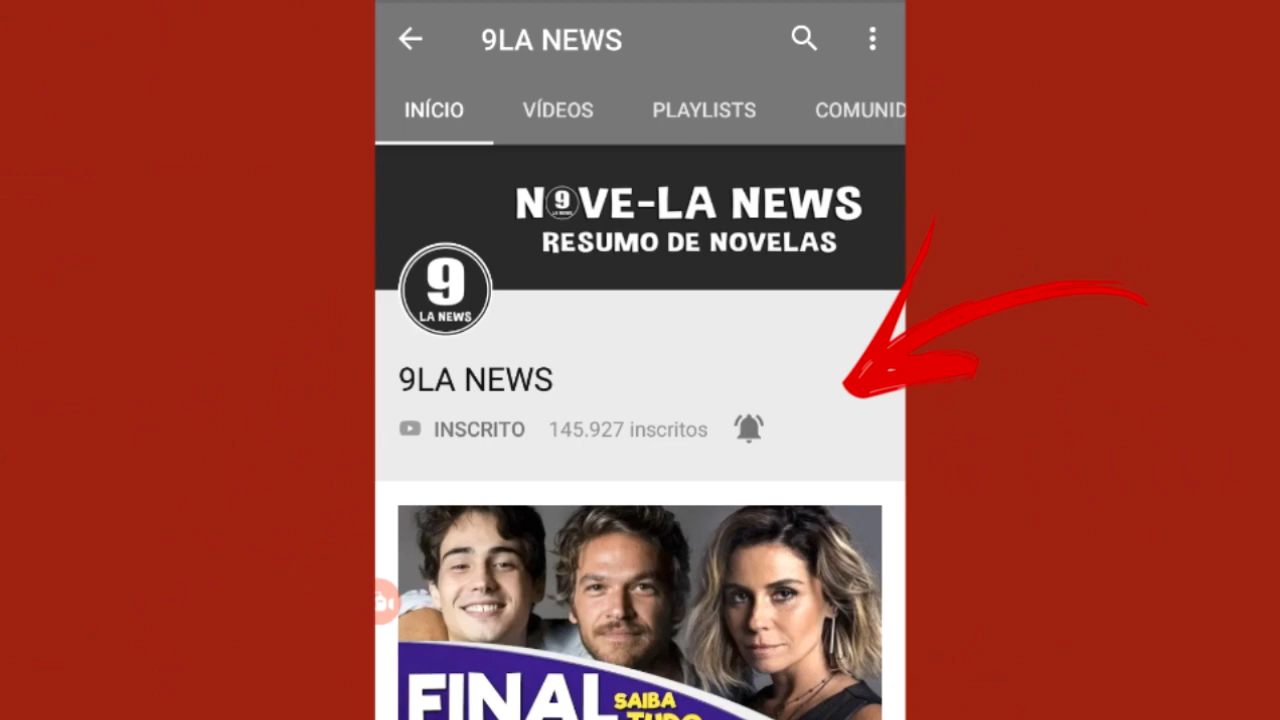 9LA NEWS
INÍCIO VÍDEOS PLAYLISTS COMUNID
N9VE-LA NEWS
RESUMO DE NOVELAS
9
LA NEWS
9LA NEWS
INSCRITO 145.927 inscritos
FINAL SAIBA
TUDO